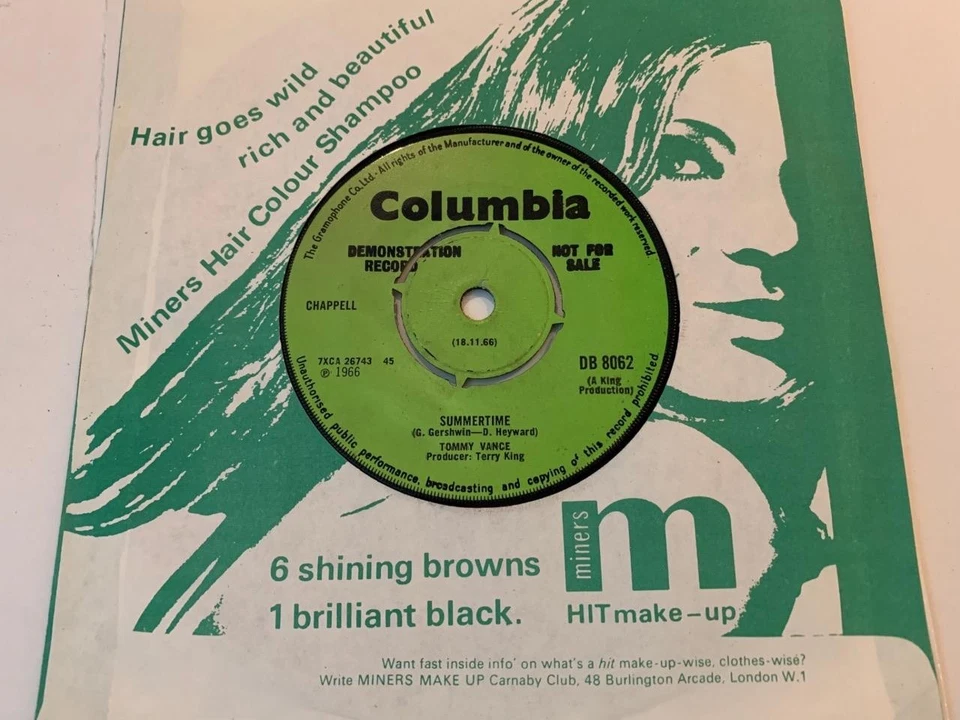 Hair goes wild
rich and beautiful
Miners Hair Colour Shampoo
The Gramophone Co. Ltd. · All rights of the Manufacturer and of the owner of the recorded work reserved.
Columbia
DEMONSTRATION
RECORD
NOT FOR
SALE
CHAPPELL
(18.11.66)
7XCA 26743 45
℗ 1966
DB 8062
(A King
Production)
SUMMERTIME
(G. Gershwin—D. Heyward)
TOMMY VANCE
Producer: Terry King
Unauthorised public performance, broadcasting and copying of this record prohibited
miners
m
6 shining browns
1 brilliant black.
HIT make-up
Want fast inside info' on what's a hit make-up-wise, clothes-wise?
Write MINERS MAKE UP Carnaby Club, 48 Burlington Arcade, London W.1